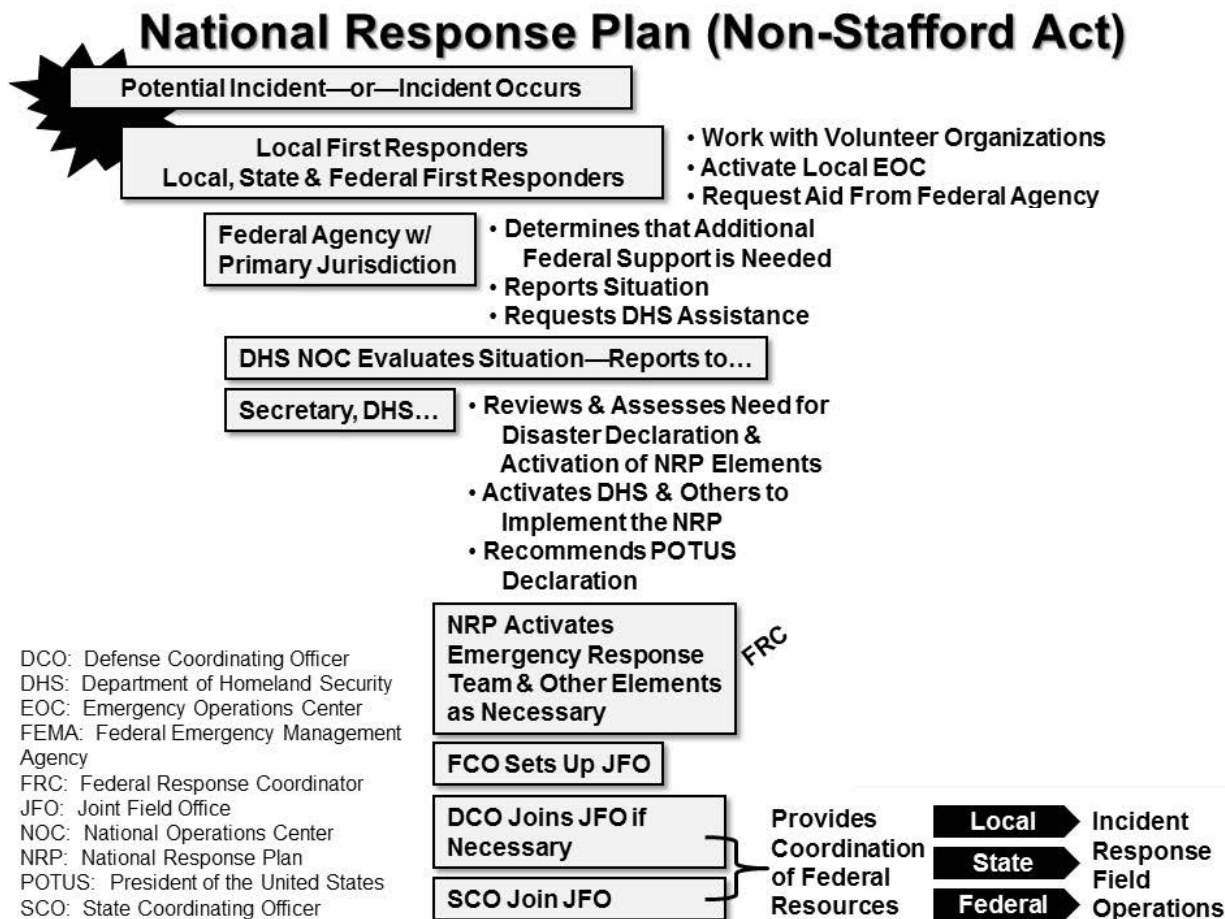 National Response Plan (Non-Stafford Act)
Potential Incident—or—Incident Occurs
Local First Responders
Local, State & Federal First Responders
• Work with Volunteer Organizations
• Activate Local EOC
• Request Aid From Federal Agency
Federal Agency w/
Primary Jurisdiction
• Determines that Additional
Federal Support is Needed
• Reports Situation
• Requests DHS Assistance
DHS NOC Evaluates Situation—Reports to...
Secretary, DHS...
• Reviews & Assesses Need for
Disaster Declaration &
Activation of NRP Elements
• Activates DHS & Others to
Implement the NRP
• Recommends POTUS
Declaration
NRP Activates
Emergency Response
Team & Other Elements
as Necessary
FRC
FCO Sets Up JFO
DCO Joins JFO if
Necessary
SCO Join JFO
Provides
Coordination
of Federal
Resources
Local
State
Federal
Incident
Response
Field
Operations
DCO: Defense Coordinating Officer
DHS: Department of Homeland Security
EOC: Emergency Operations Center
FEMA: Federal Emergency Management
Agency
FRC: Federal Response Coordinator
JFO: Joint Field Office
NOC: National Operations Center
NRP: National Response Plan
POTUS: President of the United States
SCO: State Coordinating Officer